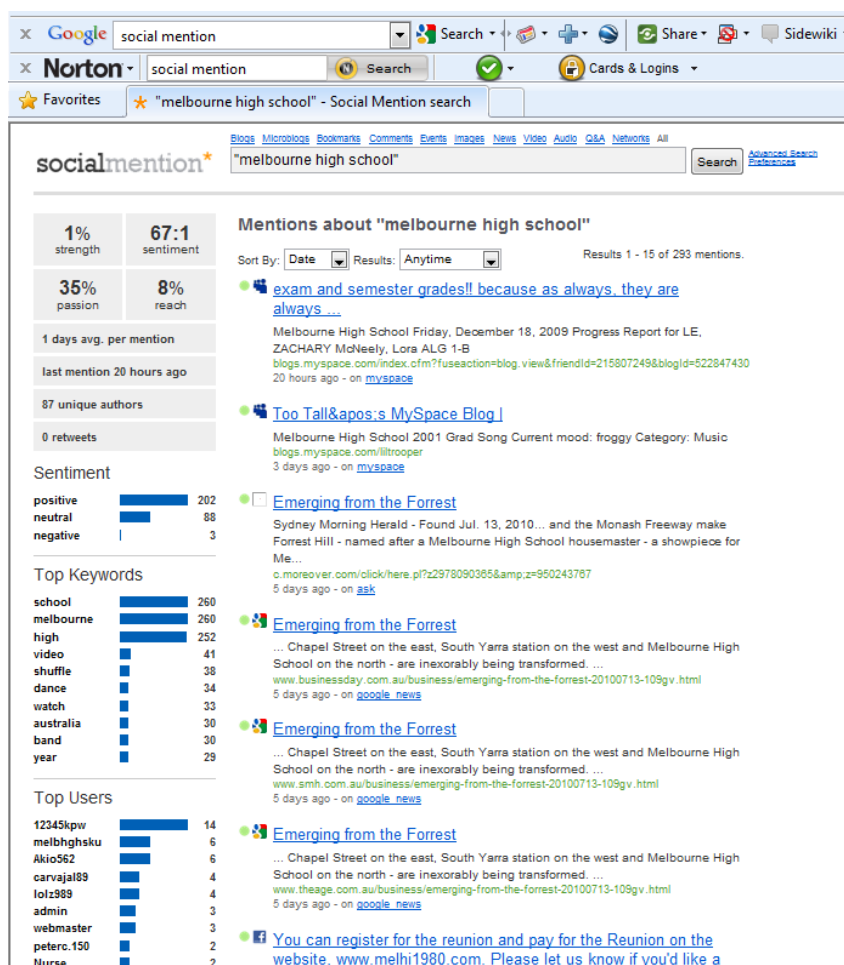 x Google social mention Search Share Sidewiki
x Norton social mention Search Cards & Logins
Favorites "melbourne high school" - Social Mention search
Blogs Microblogs Bookmarks Comments Events Images News Video Audio Q&A Networks All
socialmention* "melbourne high school" Search Advanced Search
Preferences
1% strength 67:1 sentiment
35% passion 8% reach
1 days avg. per mention
last mention 20 hours ago
87 unique authors
0 retweets
Sentiment
positive 202
neutral 88
negative 3
Top Keywords
school 260
melbourne 260
high 252
video 41
shuffle 38
dance 34
watch 33
australia 30
band 30
year 29
Top Users
12345kpw 14
melbhghsku 6
Akio562 6
carvajal89 4
lolz989 4
admin 3
webmaster 3
peterc.150 2
Nurse 2
Mentions about "melbourne high school"
Sort By: Date Results: Anytime Results 1 - 15 of 293 mentions.
exam and semester grades!! because as always, they are
always ...
Melbourne High School Friday, December 18, 2009 Progress Report for LE,
ZACHARY McNeely, Lora ALG 1-B
blogs.myspace.com/index.cfm?fuseaction=blog.view&friendId=215807249&blogId=522847430
20 hours ago - on myspace
Too Tall&apos;s MySpace Blog |
Melbourne High School 2001 Grad Song Current mood: froggy Category: Music
blogs.myspace.com/liltrooper
3 days ago - on myspace
Emerging from the Forrest
Sydney Morning Herald - Found Jul. 13, 2010... and the Monash Freeway make
Forrest Hill - named after a Melbourne High School housemaster - a showpiece for
Me...
c.moreover.com/click/here.pl?z2978090365&amp;z=950243767
5 days ago - on ask
Emerging from the Forrest
... Chapel Street on the east, South Yarra station on the west and Melbourne High
School on the north - are inexorably being transformed. ...
www.businessday.com.au/business/emerging-from-the-forrest-20100713-109gv.html
5 days ago - on google_news
Emerging from the Forrest
... Chapel Street on the east, South Yarra station on the west and Melbourne High
School on the north - are inexorably being transformed. ...
www.smh.com.au/business/emerging-from-the-forrest-20100713-109gv.html
5 days ago - on google_news
Emerging from the Forrest
... Chapel Street on the east, South Yarra station on the west and Melbourne High
School on the north - are inexorably being transformed. ...
www.theage.com.au/business/emerging-from-the-forrest-20100713-109gv.html
5 days ago - on google_news
You can register for the reunion and pay for the Reunion on the
website, www.melhi1980.com. Please let us know if you'd like a